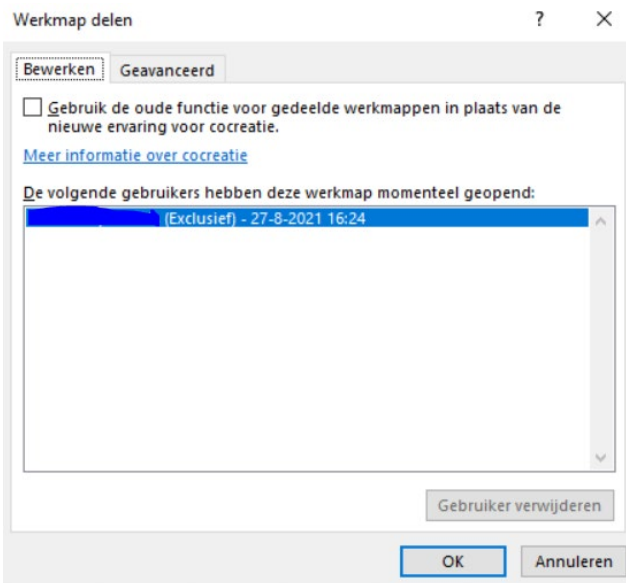 Werkmap delen ? ×
Bewerken Geavanceerd
Gebruik de oude functie voor gedeelde werkmappen in plaats van de
nieuwe ervaring voor cocreatie.
Meer informatie over cocreatie
De volgende gebruikers hebben deze werkmap momenteel geopend:
(Exclusief) - 27-8-2021 16:24
Gebruiker verwijderen
OK Annuleren